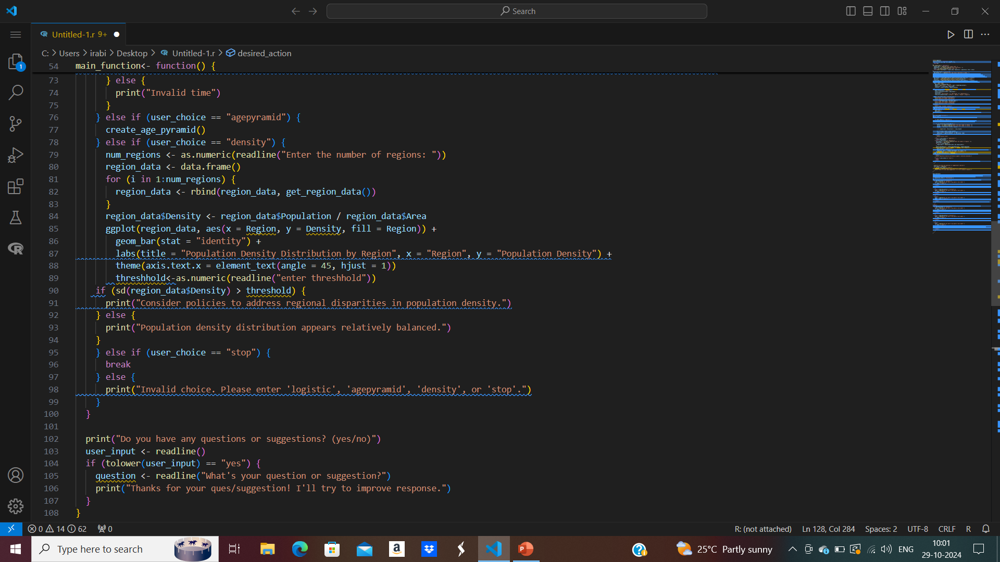 Search
Untitled-1.r 9+
C: > Users > irabi > Desktop > Untitled-1.r > desired_action
1
54 main_function<- function() {
73 } else {
74 print("Invalid time")
75 }
76 } else if (user_choice == "agepyramid") {
77 create_age_pyramid()
78 } else if (user_choice == "density") {
79 num_regions <- as.numeric(readline("Enter the number of regions: "))
80 region_data <- data.frame()
81 for (i in 1:num_regions) {
82 region_data <- rbind(region_data, get_region_data())
83 }
84 region_data$Density <- region_data$Population / region_data$Area
85 ggplot(region_data, aes(x = Region, y = Density, fill = Region)) +
86 geom_bar(stat = "identity") +
87 labs(title = "Population Density Distribution by Region", x = "Region", y = "Population Density") +
88 theme(axis.text.x = element_text(angle = 45, hjust = 1))
89 threshhold<-as.numeric(readline("enter threshhold"))
90 if (sd(region_data$Density) > threshold) {
91 print("Consider policies to address regional disparities in population density.")
92 } else {
93 print("Population density distribution appears relatively balanced.")
94 }
95 } else if (user_choice == "stop") {
96 break
97 } else {
98 print("Invalid choice. Please enter 'logistic', 'agepyramid', 'density', or 'stop'.")
99 }
100 }
101
102 print("Do you have any questions or suggestions? (yes/no)")
103 user_input <- readline()
104 if (tolower(user_input) == "yes") {
105 question <- readline("What's your question or suggestion?")
106 print("Thanks for your ques/suggestion! I'll try to improve response.")
107 }
108 }
0 14 62 0 R: (not attached) Ln 128, Col 284 Spaces: 2 UTF-8 CRLF R
Type here to search 25°C Partly sunny ENG 10:01
29-10-2024